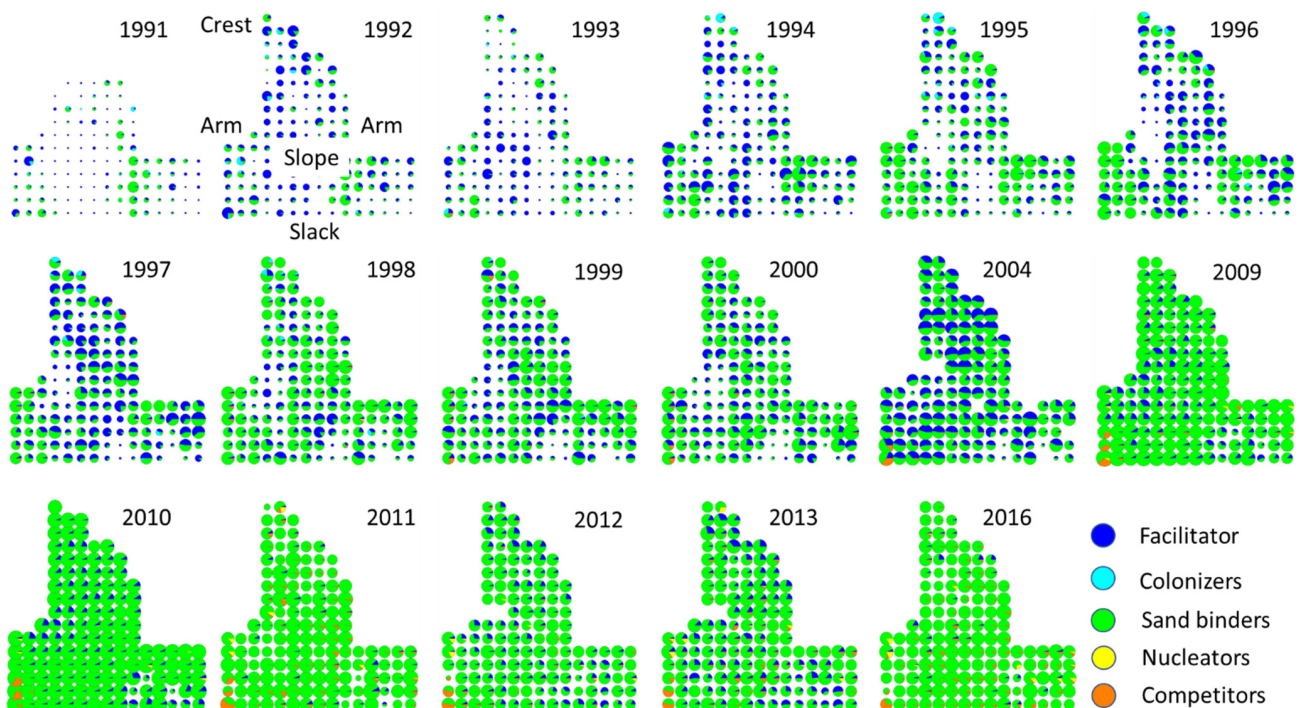 1991
Crest
1992
1993
1994
1995
1996
Arm
Arm
Slope
Slack
1997
1998
1999
2000
2004
2009
2010
2011
2012
2013
2016
Facilitator
Colonizers
Sand binders
Nucleators
Competitors